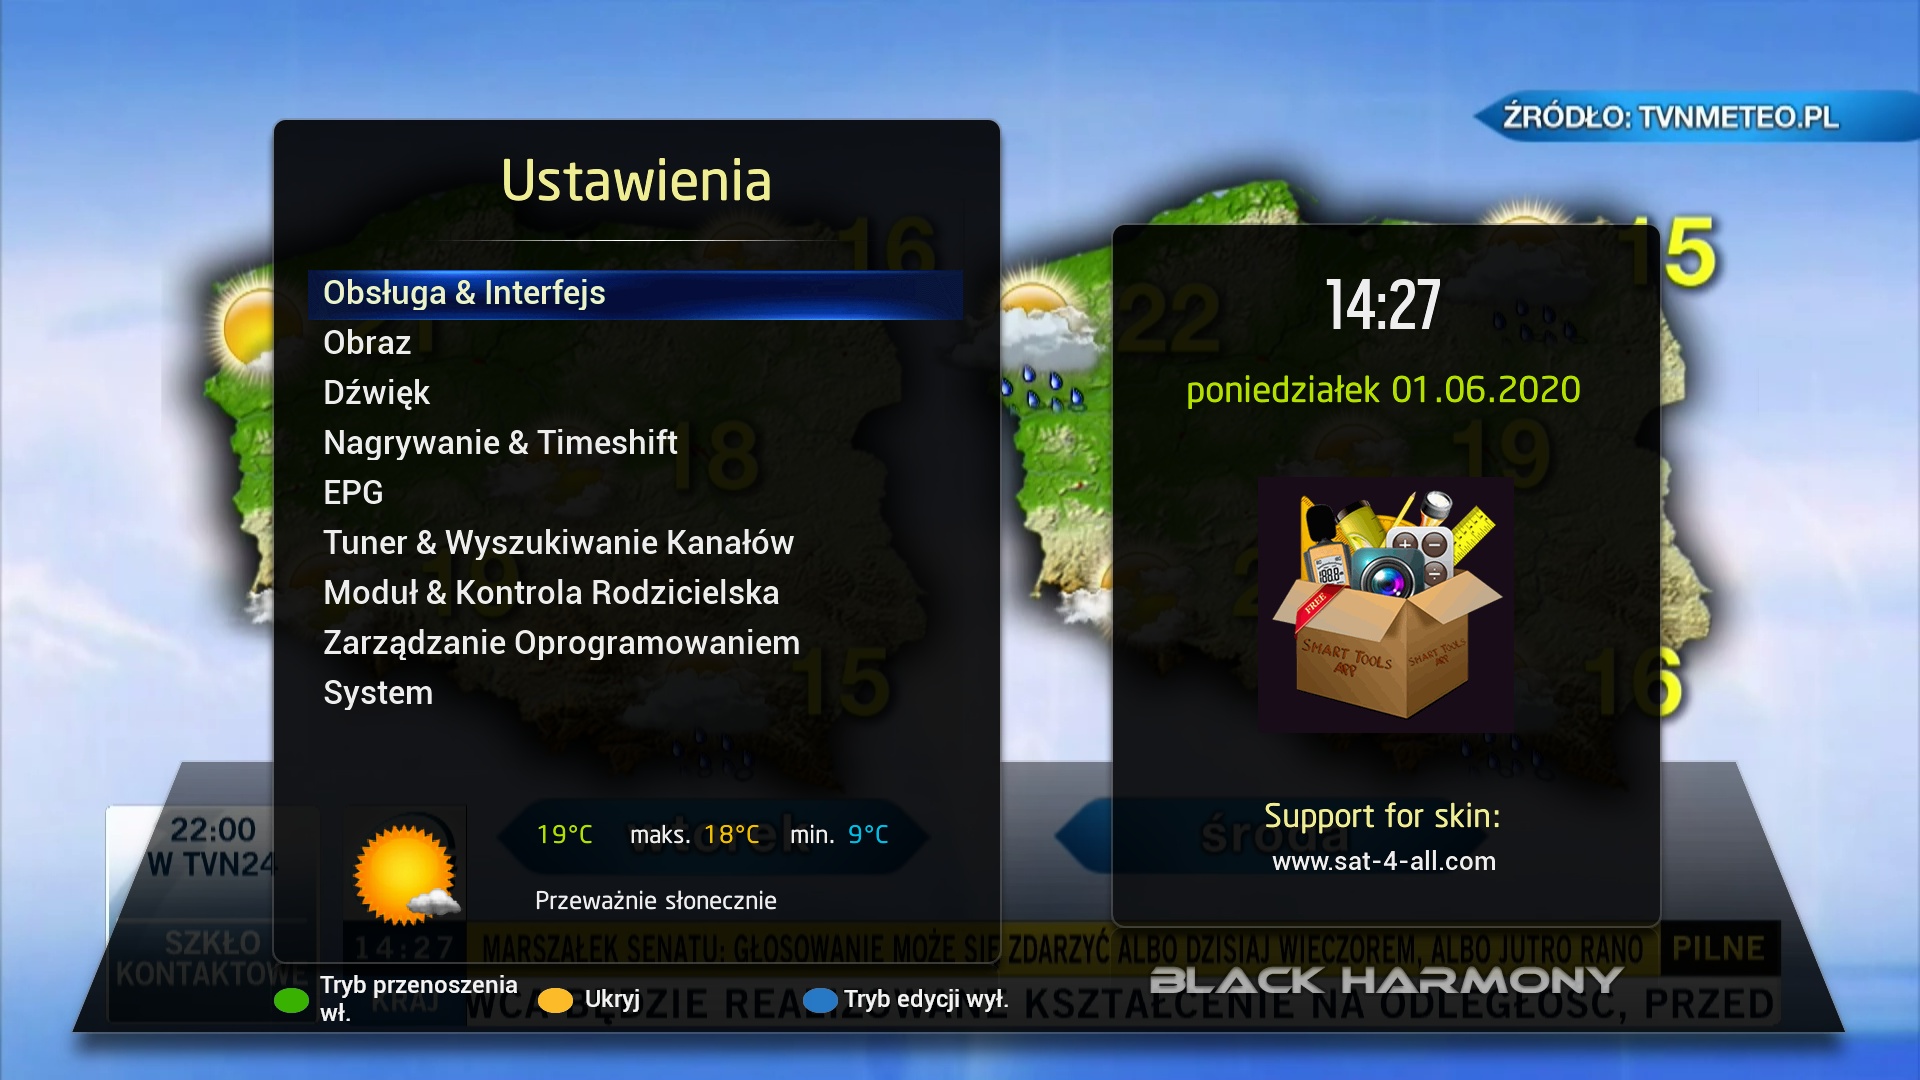 ŹRÓDŁO: TVNMETEO.PL
Ustawienia
Obsługa & Interfejs
Obraz
Dźwięk
Nagrywanie & Timeshift
EPG
Tuner & Wyszukiwanie Kanałów
Moduł & Kontrola Rodzicielska
Zarządzanie Oprogramowaniem
System
16
18
19
15
19°C maks. 18°C min. 9°C
wtorek
Przeważnie słonecznie
14:27
poniedziałek 01.06.2020
15
22
19
16
FREE
SMART TOOLS
APP
SMART TOOLS
APP
Support for skin:
www.sat-4-all.com
środa
22:00
W TVN24
SZKŁO
KONTAKTOWE
14:27
KRAJ
MARSZAŁEK SENATU: GŁOSOWANIE MOŻE SIĘ ZDARZYĆ ALBO DZISIAJ WIECZOREM, ALBO JUTRO RANO
PILNE
BLACK HARMONY
WCA BĘDZIE REALIZOWANE KSZTAŁCENIE NA ODLEGŁOŚĆ, PRZED
Tryb przenoszenia
wł.
Ukryj
Tryb edycji wył.